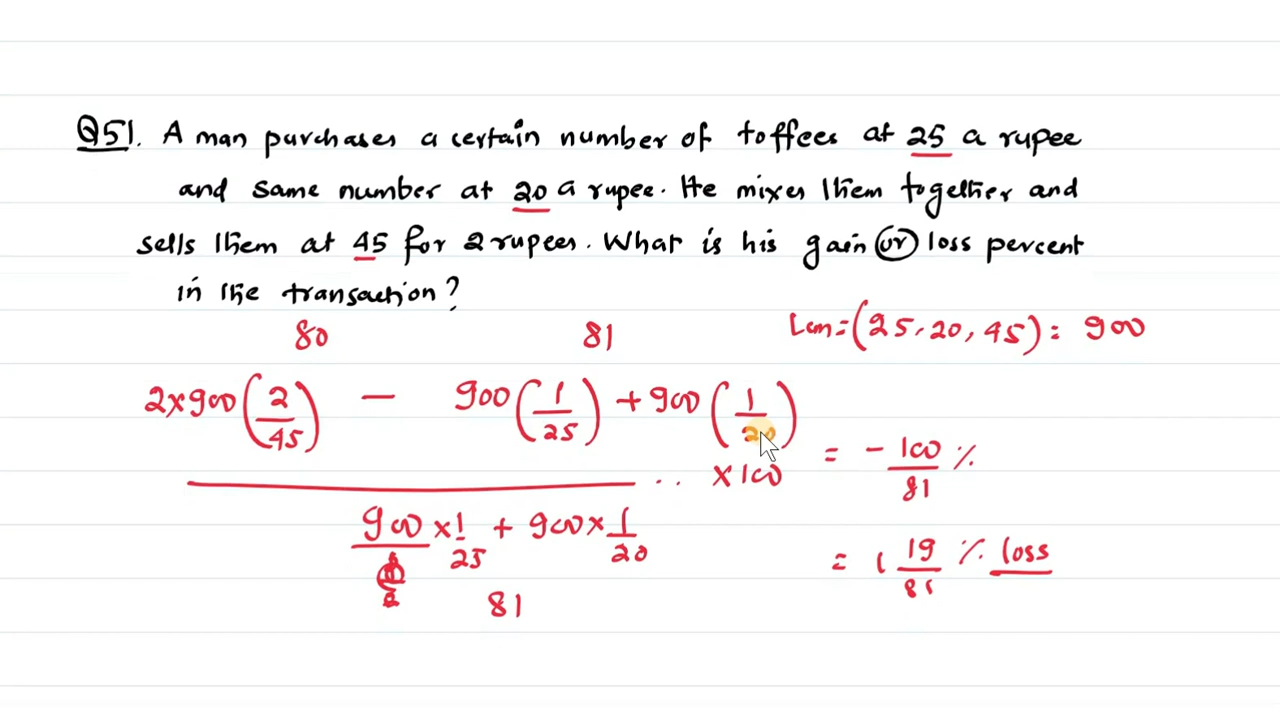 Q51. A man purchases a certain number of toffees at 25 a rupee
and same number at 20 a rupee. He mixes them together and
sells them at 45 for 2 rupees. What is his gain (or) loss percent
in the transaction?
80 81 Lcm=(25,20,45): 900
2x900(2/45) - 900(1/25) + 900(1/20)
x100 = -100/81 %
900 x 1/25 + 900 x 1/20
= 1 19/81 % loss
81